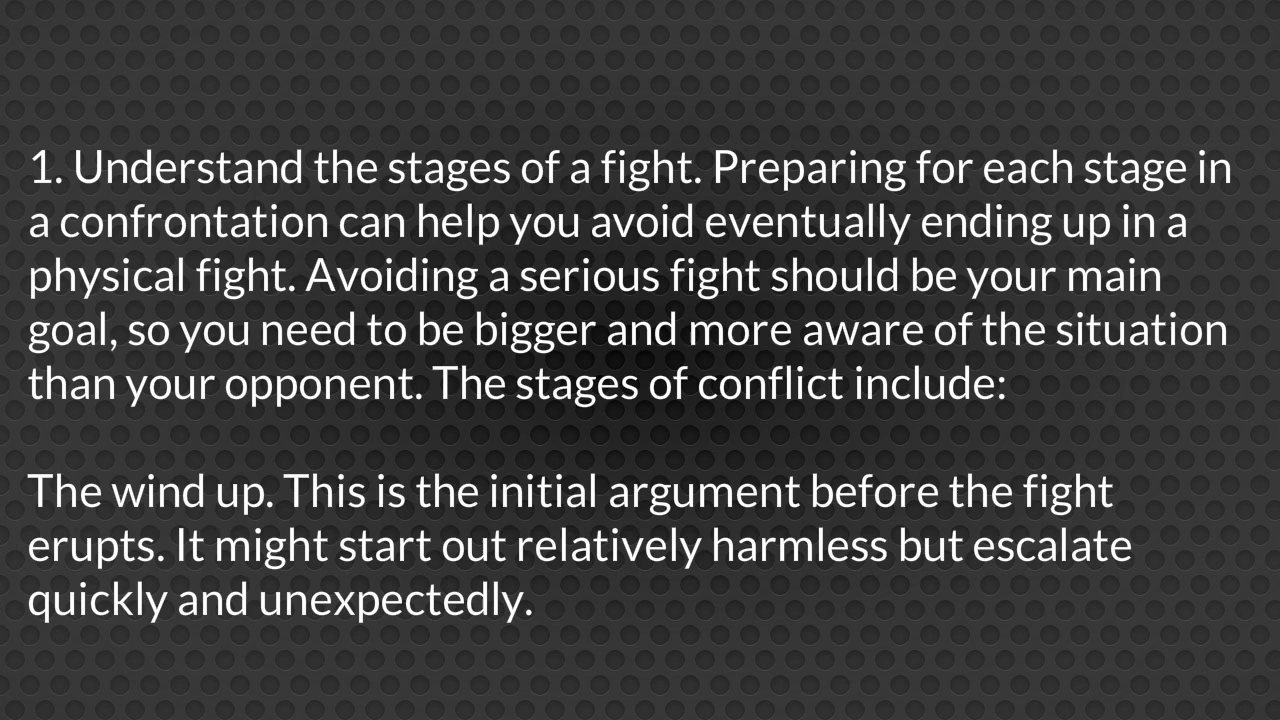 1. Understand the stages of a fight. Preparing for each stage in
a confrontation can help you avoid eventually ending up in a
physical fight. Avoiding a serious fight should be your main
goal, so you need to be bigger and more aware of the situation
than your opponent. The stages of conflict include:
The wind up. This is the initial argument before the fight
erupts. It might start out relatively harmless but escalate
quickly and unexpectedly.